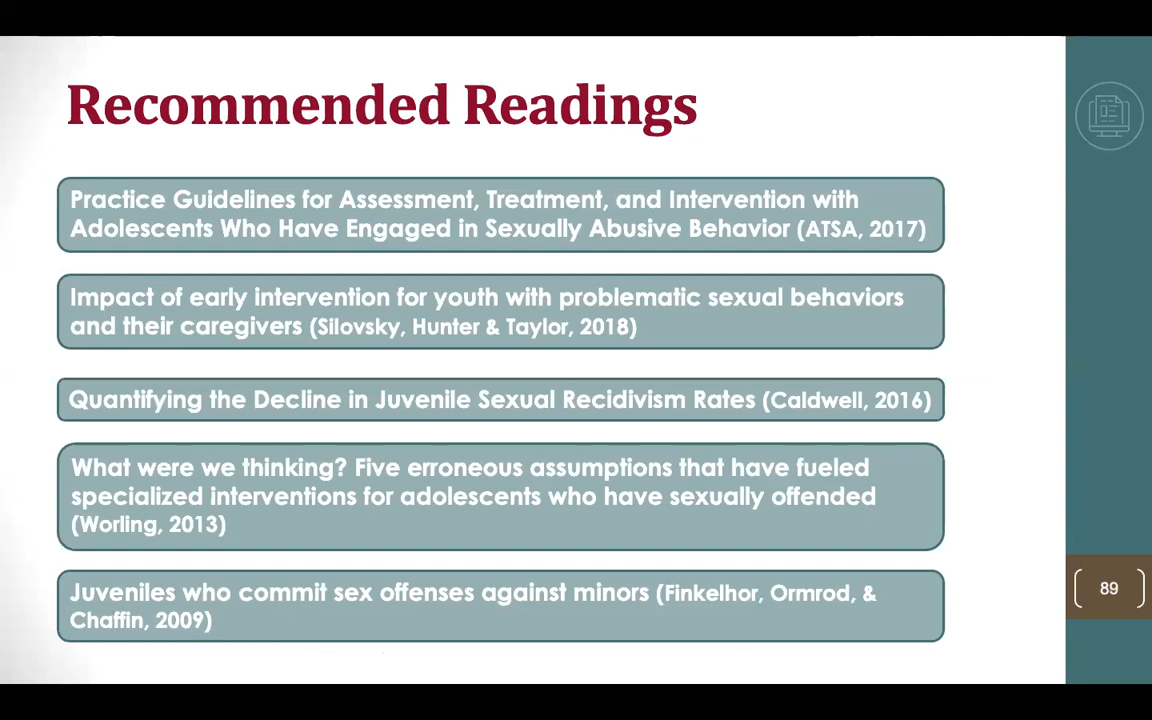 Recommended Readings
Practice Guidelines for Assessment, Treatment, and Intervention with
Adolescents Who Have Engaged in Sexually Abusive Behavior (ATSA, 2017)
Impact of early intervention for youth with problematic sexual behaviors
and their caregivers (Silovsky, Hunter & Taylor, 2018)
Quantifying the Decline in Juvenile Sexual Recidivism Rates (Caldwell, 2016)
What were we thinking? Five erroneous assumptions that have fueled
specialized interventions for adolescents who have sexually offended
(Worling, 2013)
Juveniles who commit sex offenses against minors (Finkelhor, Ormrod, &
Chaffin, 2009)
89